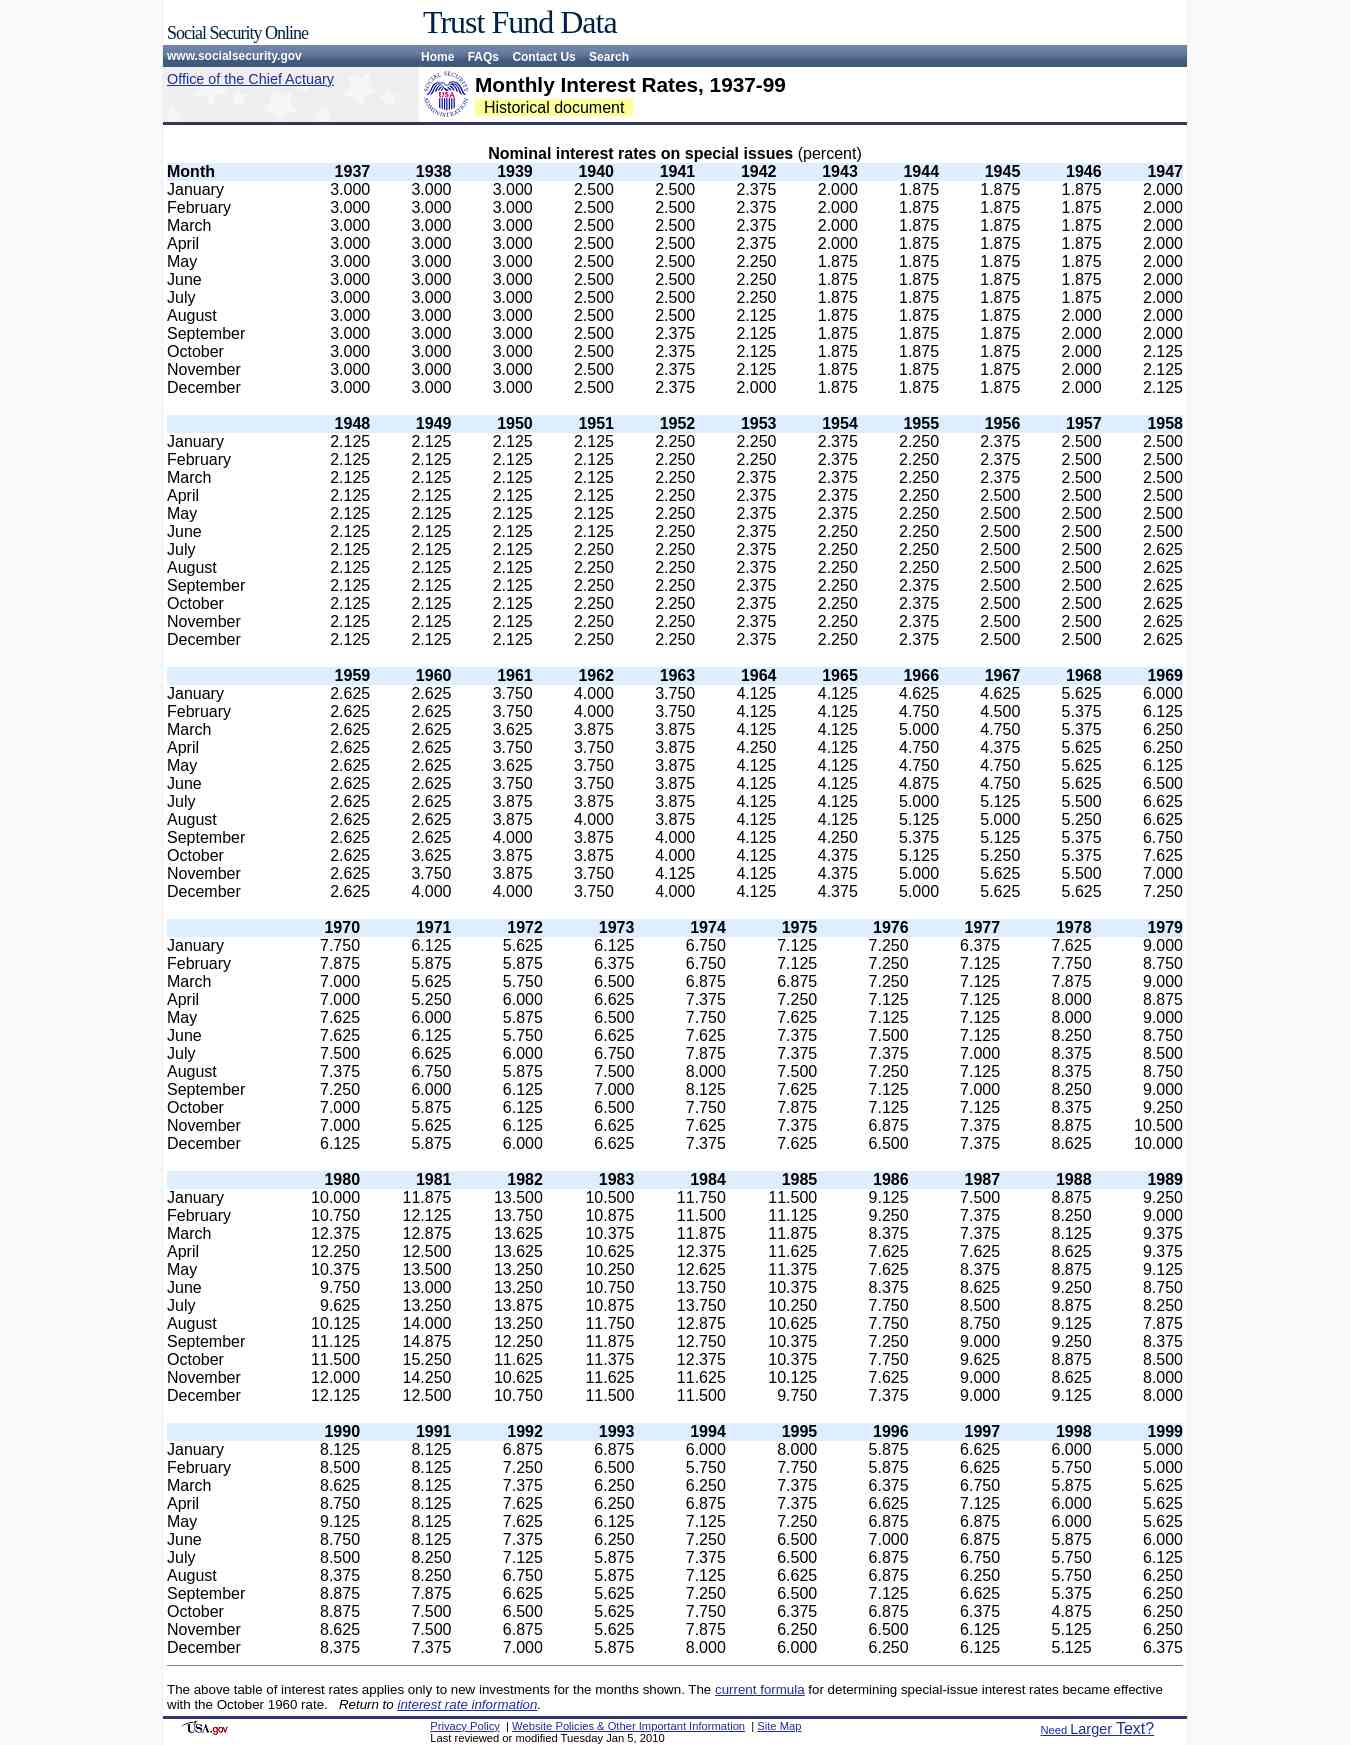 Social Security Online
Trust Fund Data
www.socialsecurity.gov
Home FAQs Contact Us Search
Office of the Chief Actuary
SOCIAL SECURITY ADMINISTRATION
USA
Monthly Interest Rates, 1937-99
Historical document
Nominal interest rates on special issues (percent)
Month 1937 1938 1939 1940 1941 1942 1943 1944 1945 1946 1947
January 3.000 3.000 3.000 2.500 2.500 2.375 2.000 1.875 1.875 1.875 2.000
February 3.000 3.000 3.000 2.500 2.500 2.375 2.000 1.875 1.875 1.875 2.000
March 3.000 3.000 3.000 2.500 2.500 2.375 2.000 1.875 1.875 1.875 2.000
April 3.000 3.000 3.000 2.500 2.500 2.375 2.000 1.875 1.875 1.875 2.000
May 3.000 3.000 3.000 2.500 2.500 2.250 1.875 1.875 1.875 1.875 2.000
June 3.000 3.000 3.000 2.500 2.500 2.250 1.875 1.875 1.875 1.875 2.000
July 3.000 3.000 3.000 2.500 2.500 2.250 1.875 1.875 1.875 1.875 2.000
August 3.000 3.000 3.000 2.500 2.500 2.125 1.875 1.875 1.875 2.000 2.000
September 3.000 3.000 3.000 2.500 2.375 2.125 1.875 1.875 1.875 2.000 2.000
October 3.000 3.000 3.000 2.500 2.375 2.125 1.875 1.875 1.875 2.000 2.125
November 3.000 3.000 3.000 2.500 2.375 2.125 1.875 1.875 1.875 2.000 2.125
December 3.000 3.000 3.000 2.500 2.375 2.000 1.875 1.875 1.875 2.000 2.125
1948 1949 1950 1951 1952 1953 1954 1955 1956 1957 1958
January 2.125 2.125 2.125 2.125 2.250 2.250 2.375 2.250 2.375 2.500 2.500
February 2.125 2.125 2.125 2.125 2.250 2.250 2.375 2.250 2.375 2.500 2.500
March 2.125 2.125 2.125 2.125 2.250 2.375 2.375 2.250 2.375 2.500 2.500
April 2.125 2.125 2.125 2.125 2.250 2.375 2.375 2.250 2.500 2.500 2.500
May 2.125 2.125 2.125 2.125 2.250 2.375 2.375 2.250 2.500 2.500 2.500
June 2.125 2.125 2.125 2.125 2.250 2.375 2.250 2.250 2.500 2.500 2.500
July 2.125 2.125 2.125 2.250 2.250 2.375 2.250 2.250 2.500 2.500 2.625
August 2.125 2.125 2.125 2.250 2.250 2.375 2.250 2.250 2.500 2.500 2.625
September 2.125 2.125 2.125 2.250 2.250 2.375 2.250 2.375 2.500 2.500 2.625
October 2.125 2.125 2.125 2.250 2.250 2.375 2.250 2.375 2.500 2.500 2.625
November 2.125 2.125 2.125 2.250 2.250 2.375 2.250 2.375 2.500 2.500 2.625
December 2.125 2.125 2.125 2.250 2.250 2.375 2.250 2.375 2.500 2.500 2.625
1959 1960 1961 1962 1963 1964 1965 1966 1967 1968 1969
January 2.625 2.625 3.750 4.000 3.750 4.125 4.125 4.625 4.625 5.625 6.000
February 2.625 2.625 3.750 4.000 3.750 4.125 4.125 4.750 4.500 5.375 6.125
March 2.625 2.625 3.625 3.875 3.875 4.125 4.125 5.000 4.750 5.375 6.250
April 2.625 2.625 3.750 3.750 3.875 4.250 4.125 4.750 4.375 5.625 6.250
May 2.625 2.625 3.625 3.750 3.875 4.125 4.125 4.750 4.750 5.625 6.125
June 2.625 2.625 3.750 3.750 3.875 4.125 4.125 4.875 4.750 5.625 6.500
July 2.625 2.625 3.875 3.875 3.875 4.125 4.125 5.000 5.125 5.500 6.625
August 2.625 2.625 3.875 4.000 3.875 4.125 4.125 5.125 5.000 5.250 6.625
September 2.625 2.625 4.000 3.875 4.000 4.125 4.250 5.375 5.125 5.375 6.750
October 2.625 3.625 3.875 3.875 4.000 4.125 4.375 5.125 5.250 5.375 7.625
November 2.625 3.750 3.875 3.750 4.125 4.125 4.375 5.000 5.625 5.500 7.000
December 2.625 4.000 4.000 3.750 4.000 4.125 4.375 5.000 5.625 5.625 7.250
1970 1971 1972 1973 1974 1975 1976 1977 1978 1979
January 7.750 6.125 5.625 6.125 6.750 7.125 7.250 6.375 7.625 9.000
February 7.875 5.875 5.875 6.375 6.750 7.125 7.250 7.125 7.750 8.750
March 7.000 5.625 5.750 6.500 6.875 6.875 7.250 7.125 7.875 9.000
April 7.000 5.250 6.000 6.625 7.375 7.250 7.125 7.125 8.000 8.875
May 7.625 6.000 5.875 6.500 7.750 7.625 7.125 7.125 8.000 9.000
June 7.625 6.125 5.750 6.625 7.625 7.375 7.500 7.125 8.250 8.750
July 7.500 6.625 6.000 6.750 7.875 7.375 7.375 7.000 8.375 8.500
August 7.375 6.750 5.875 7.500 8.000 7.500 7.250 7.125 8.375 8.750
September 7.250 6.000 6.125 7.000 8.125 7.625 7.125 7.000 8.250 9.000
October 7.000 5.875 6.125 6.500 7.750 7.875 7.125 7.125 8.375 9.250
November 7.000 5.625 6.125 6.625 7.625 7.375 6.875 7.375 8.875 10.500
December 6.125 5.875 6.000 6.625 7.375 7.625 6.500 7.375 8.625 10.000
1980 1981 1982 1983 1984 1985 1986 1987 1988 1989
January 10.000 11.875 13.500 10.500 11.750 11.500 9.125 7.500 8.875 9.250
February 10.750 12.125 13.750 10.875 11.500 11.125 9.250 7.375 8.250 9.000
March 12.375 12.875 13.625 10.375 11.875 11.875 8.375 7.375 8.125 9.375
April 12.250 12.500 13.625 10.625 12.375 11.625 7.625 7.625 8.625 9.375
May 10.375 13.500 13.250 10.250 12.625 11.375 7.625 8.375 8.875 9.125
June 9.750 13.000 13.250 10.750 13.750 10.375 8.375 8.625 9.250 8.750
July 9.625 13.250 13.875 10.875 13.750 10.250 7.750 8.500 8.875 8.250
August 10.125 14.000 13.250 11.750 12.875 10.625 7.750 8.750 9.125 7.875
September 11.125 14.875 12.250 11.875 12.750 10.375 7.250 9.000 9.250 8.375
October 11.500 15.250 11.625 11.375 12.375 10.375 7.750 9.625 8.875 8.500
November 12.000 14.250 10.625 11.625 11.625 10.125 7.625 9.000 8.625 8.000
December 12.125 12.500 10.750 11.500 11.500 9.750 7.375 9.000 9.125 8.000
1990 1991 1992 1993 1994 1995 1996 1997 1998 1999
January 8.125 8.125 6.875 6.875 6.000 8.000 5.875 6.625 6.000 5.000
February 8.500 8.125 7.250 6.500 5.750 7.750 5.875 6.625 5.750 5.000
March 8.625 8.125 7.375 6.250 6.250 7.375 6.375 6.750 5.875 5.625
April 8.750 8.125 7.625 6.250 6.875 7.375 6.625 7.125 6.000 5.625
May 9.125 8.125 7.625 6.125 7.125 7.250 6.875 6.875 6.000 5.625
June 8.750 8.125 7.375 6.250 7.250 6.500 7.000 6.875 5.875 6.000
July 8.500 8.250 7.125 5.875 7.375 6.500 6.875 6.750 5.750 6.125
August 8.375 8.250 6.750 5.875 7.125 6.625 6.875 6.250 5.750 6.250
September 8.875 7.875 6.625 5.625 7.250 6.500 7.125 6.625 5.375 6.250
October 8.875 7.500 6.500 5.625 7.750 6.375 6.875 6.375 4.875 6.250
November 8.625 7.500 6.875 5.625 7.875 6.250 6.500 6.125 5.125 6.250
December 8.375 7.375 7.000 5.875 8.000 6.000 6.250 6.125 5.125 6.375
The above table of interest rates applies only to new investments for the months shown. The current formula for determining special-issue interest rates became effective
with the October 1960 rate. Return to interest rate information.
USA.gov
Privacy Policy | Website Policies & Other Important Information | Site Map
Last reviewed or modified Tuesday Jan 5, 2010
Need Larger Text?